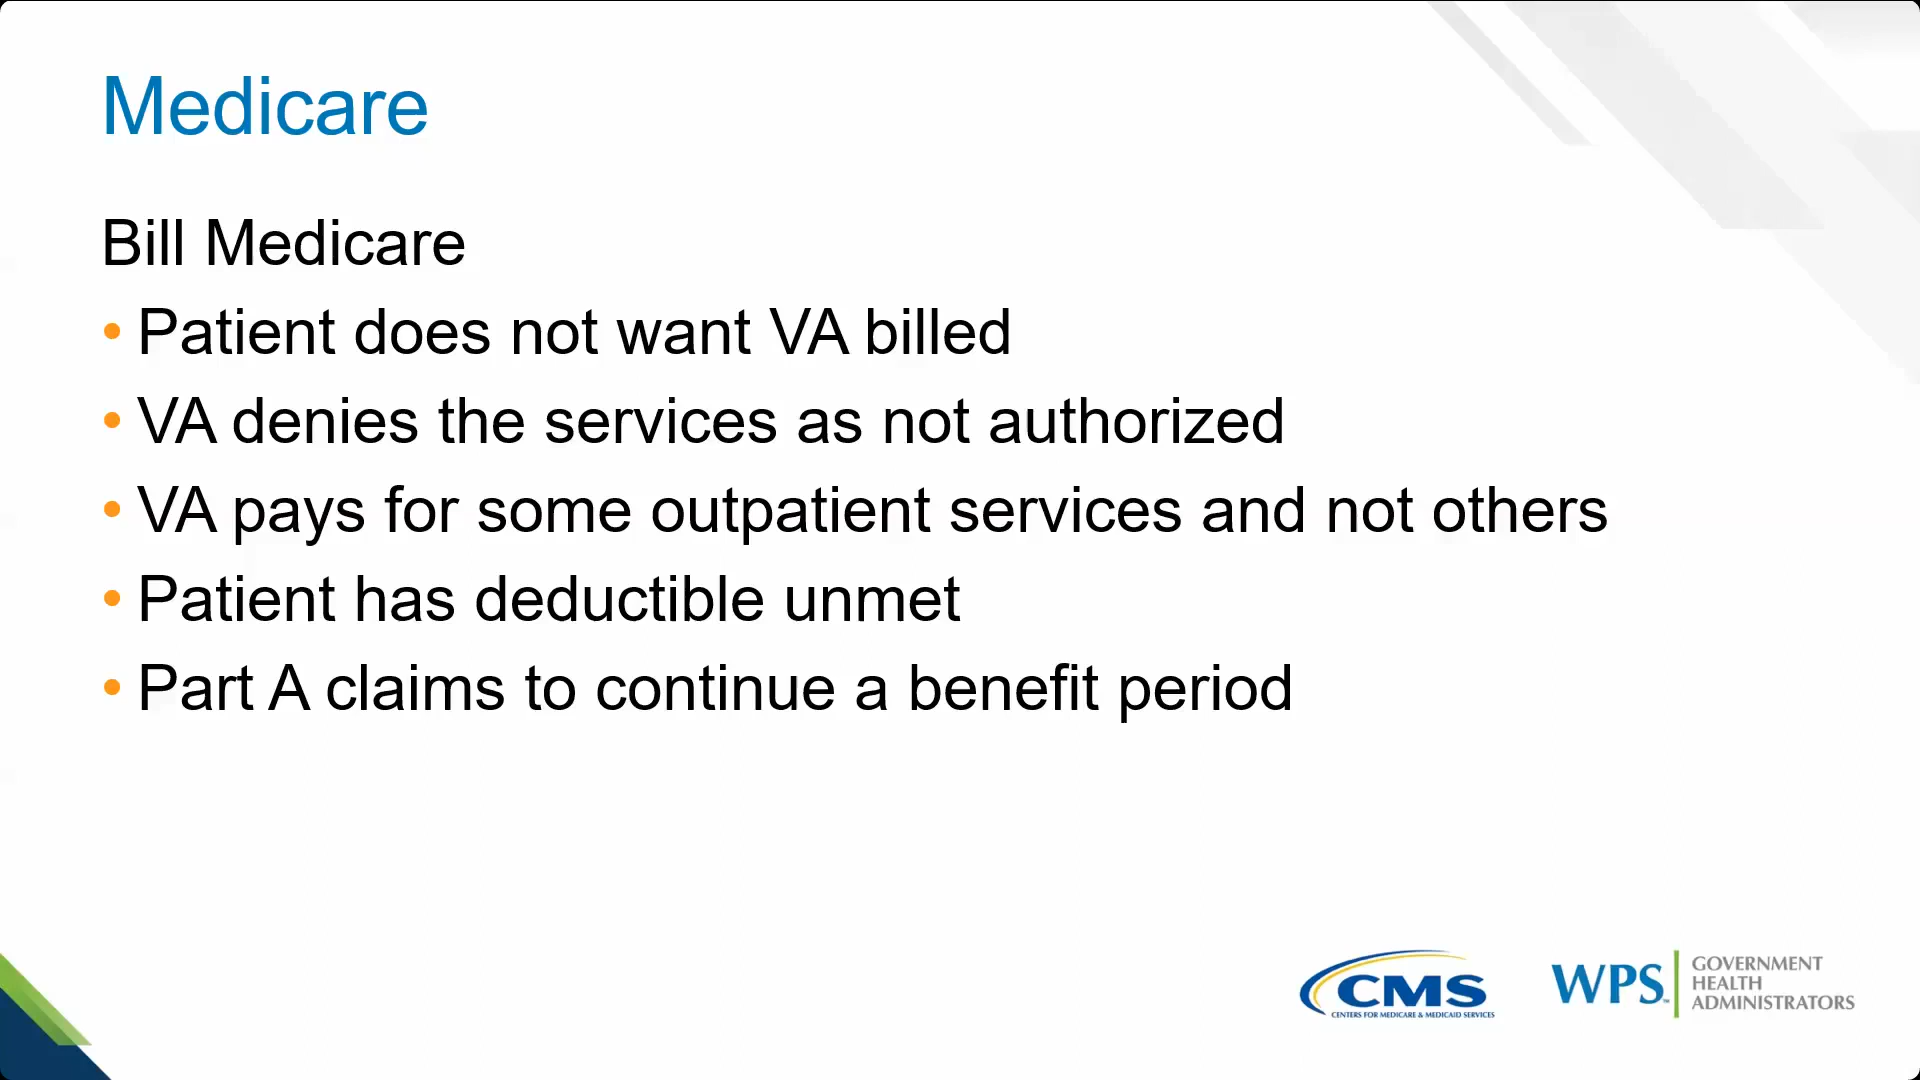 Medicare
Bill Medicare
• Patient does not want VA billed
• VA denies the services as not authorized
• VA pays for some outpatient services and not others
• Patient has deductible unmet
• Part A claims to continue a benefit period
CMS
CENTERS FOR MEDICARE & MEDICAID SERVICES
WPS™
GOVERNMENT
HEALTH
ADMINISTRATORS